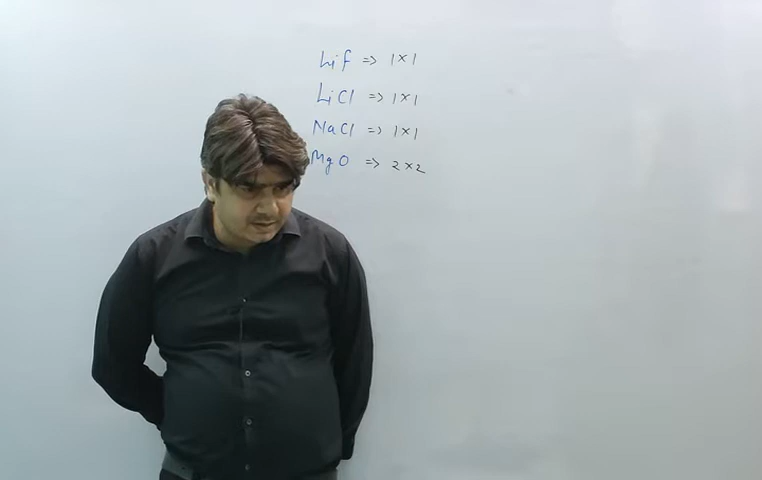 Lif => 1×1
LiCl => 1×1
NaCl => 1×1
MgO => 2×2